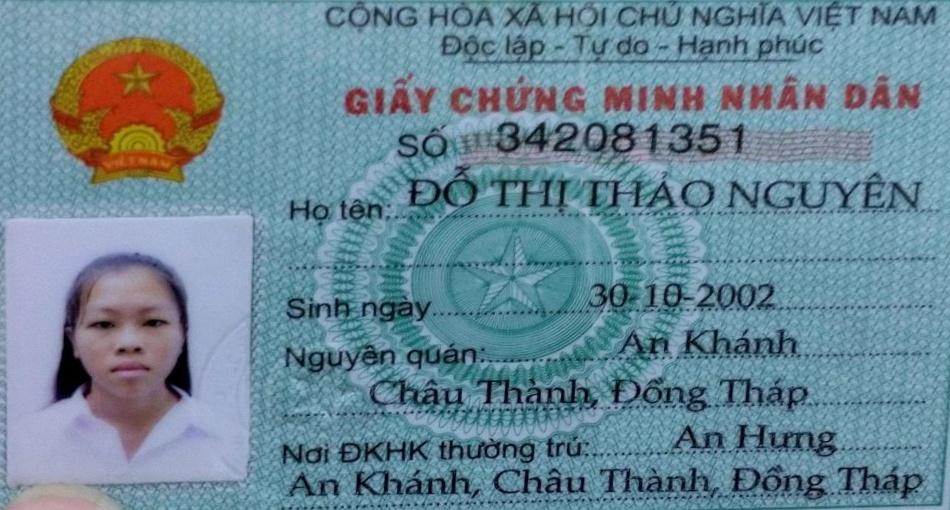 CỘNG HÒA XÃ HỘI CHỦ NGHĨA VIỆT NAM
Độc lập - Tự do - Hạnh phúc
GIẤY CHỨNG MINH NHÂN DÂN
SỐ 342081351
VIỆT NAM
Họ tên: ĐỖ THỊ THẢO NGUYÊN
Sinh ngày 30-10-2002
Nguyên quán: An Khánh
Châu Thành, Đồng Tháp
Nơi ĐKHK thường trú: An Hưng
An Khánh, Châu Thành, Đồng Tháp